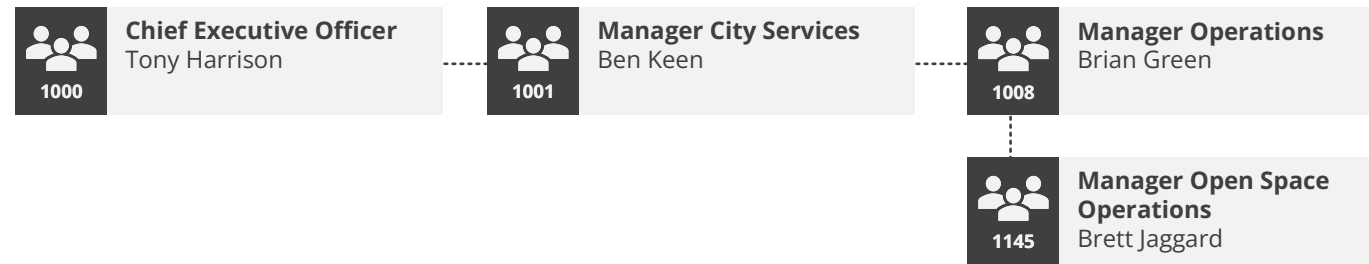 Chief Executive Officer
Tony Harrison
1000
Manager City Services
Ben Keen
1001
Manager Operations
Brian Green
1008
Manager Open Space
Operations
Brett Jaggard
1145